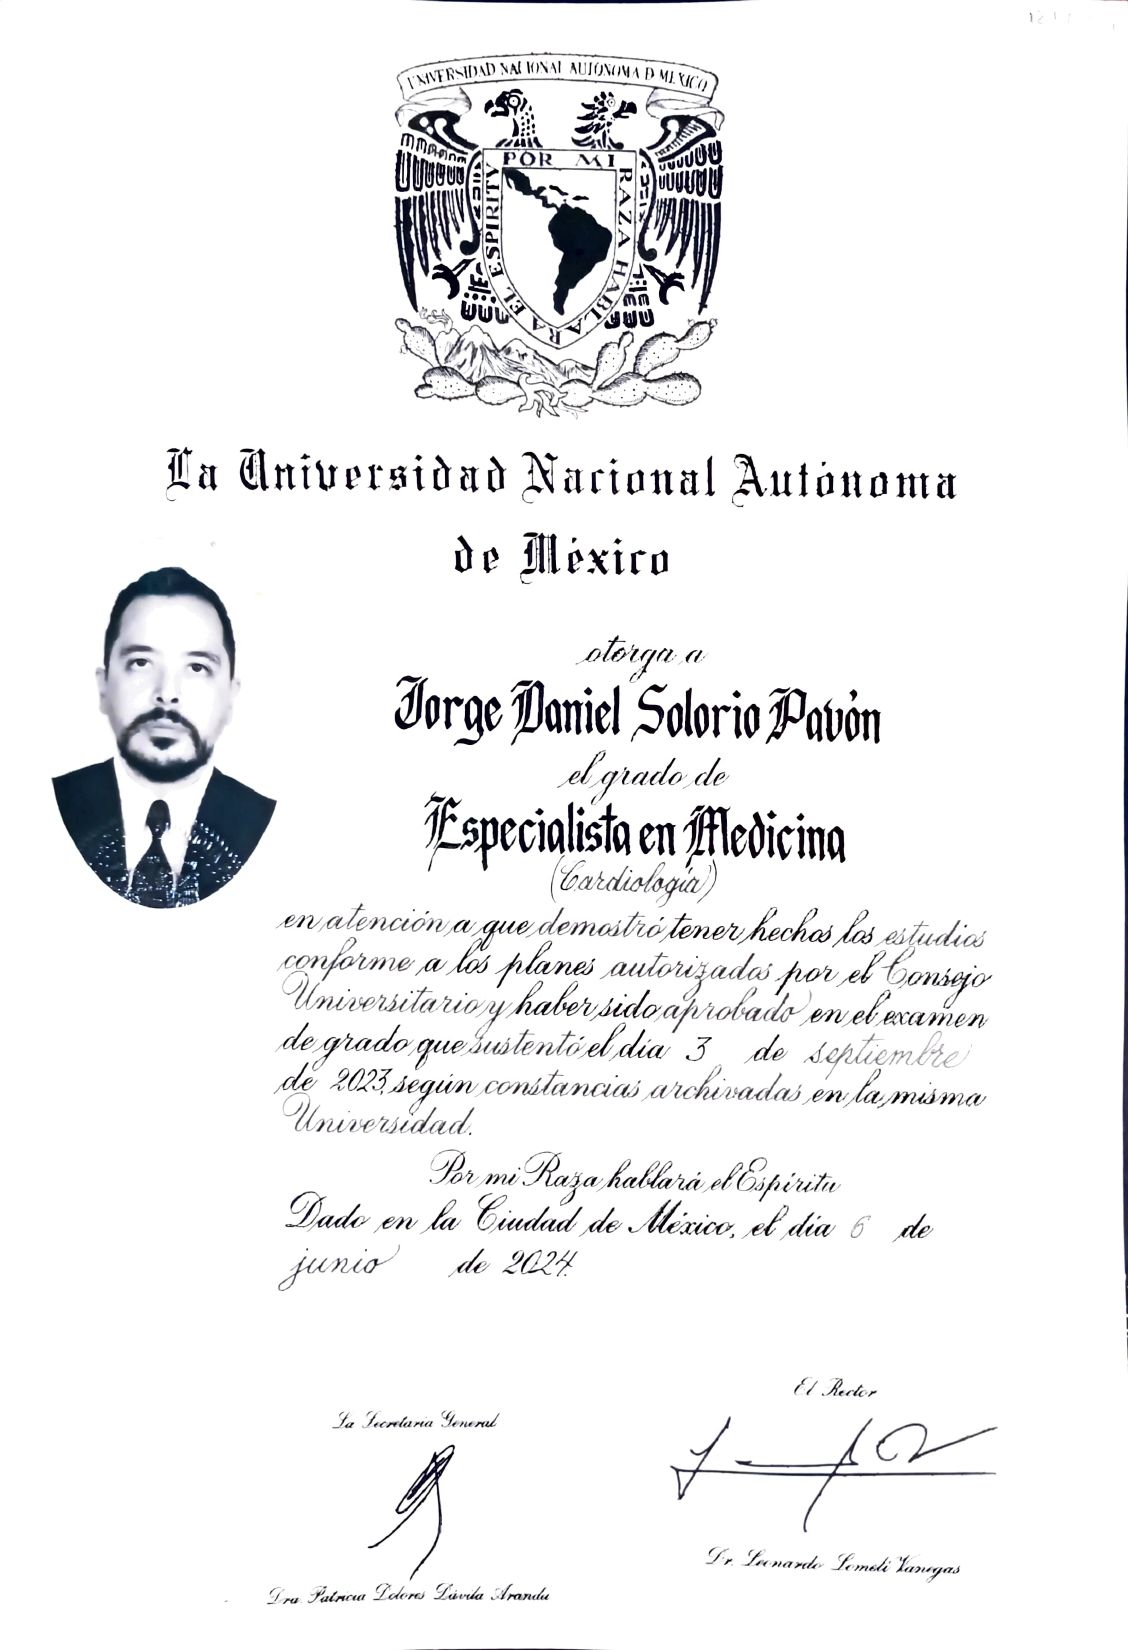 UNIVERSIDAD NACIONAL AUTÓNOMA D MEXICO
POR MI RAZA HABLARA EL ESPIRITV
La Universidad Nacional Autónoma
de México
otorga a
Jorge Daniel Solorio Pavón
el grado de
Especialista en Medicina
(Cardiología)
en atención a que demostró tener hechos los estudios
conforme a los planes autorizados por el Consejo
Universitario y haber sido aprobado en el examen
de grado que sustentó el día 3 de septiembre
de 2023, según constancias archivadas en la misma
Universidad.
Por mi Raza hablará el Espíritu
Dado en la Ciudad de México, el día 6 de
junio de 2024.
El Rector
La Secretaria General
Dr. Leonardo Lomelí Vanegas
Dra. Patricia Dolores Dávila Aranda